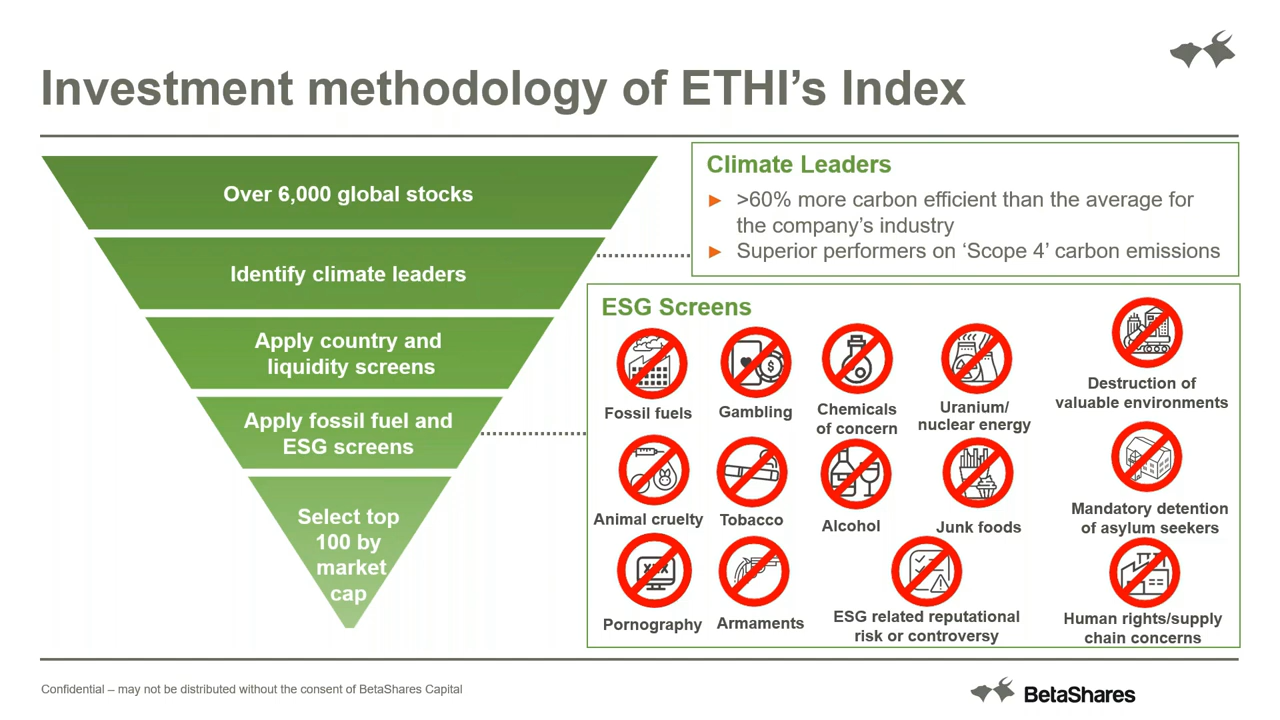 Investment methodology of ETHI's Index
Over 6,000 global stocks
Identify climate leaders
Apply country and
liquidity screens
Apply fossil fuel and
ESG screens
Select top
100 by
market
cap
Climate Leaders
► >60% more carbon efficient than the average for
the company's industry
► Superior performers on 'Scope 4' carbon emissions
ESG Screens
Fossil fuels
Gambling
Chemicals
of concern
Uranium/
nuclear energy
Destruction of
valuable environments
Animal cruelty
Tobacco
Alcohol
Junk foods
Mandatory detention
of asylum seekers
XXX
Pornography
Armaments
ESG related reputational
risk or controversy
Human rights/supply
chain concerns
Confidential – may not be distributed without the consent of BetaShares Capital
BetaShares